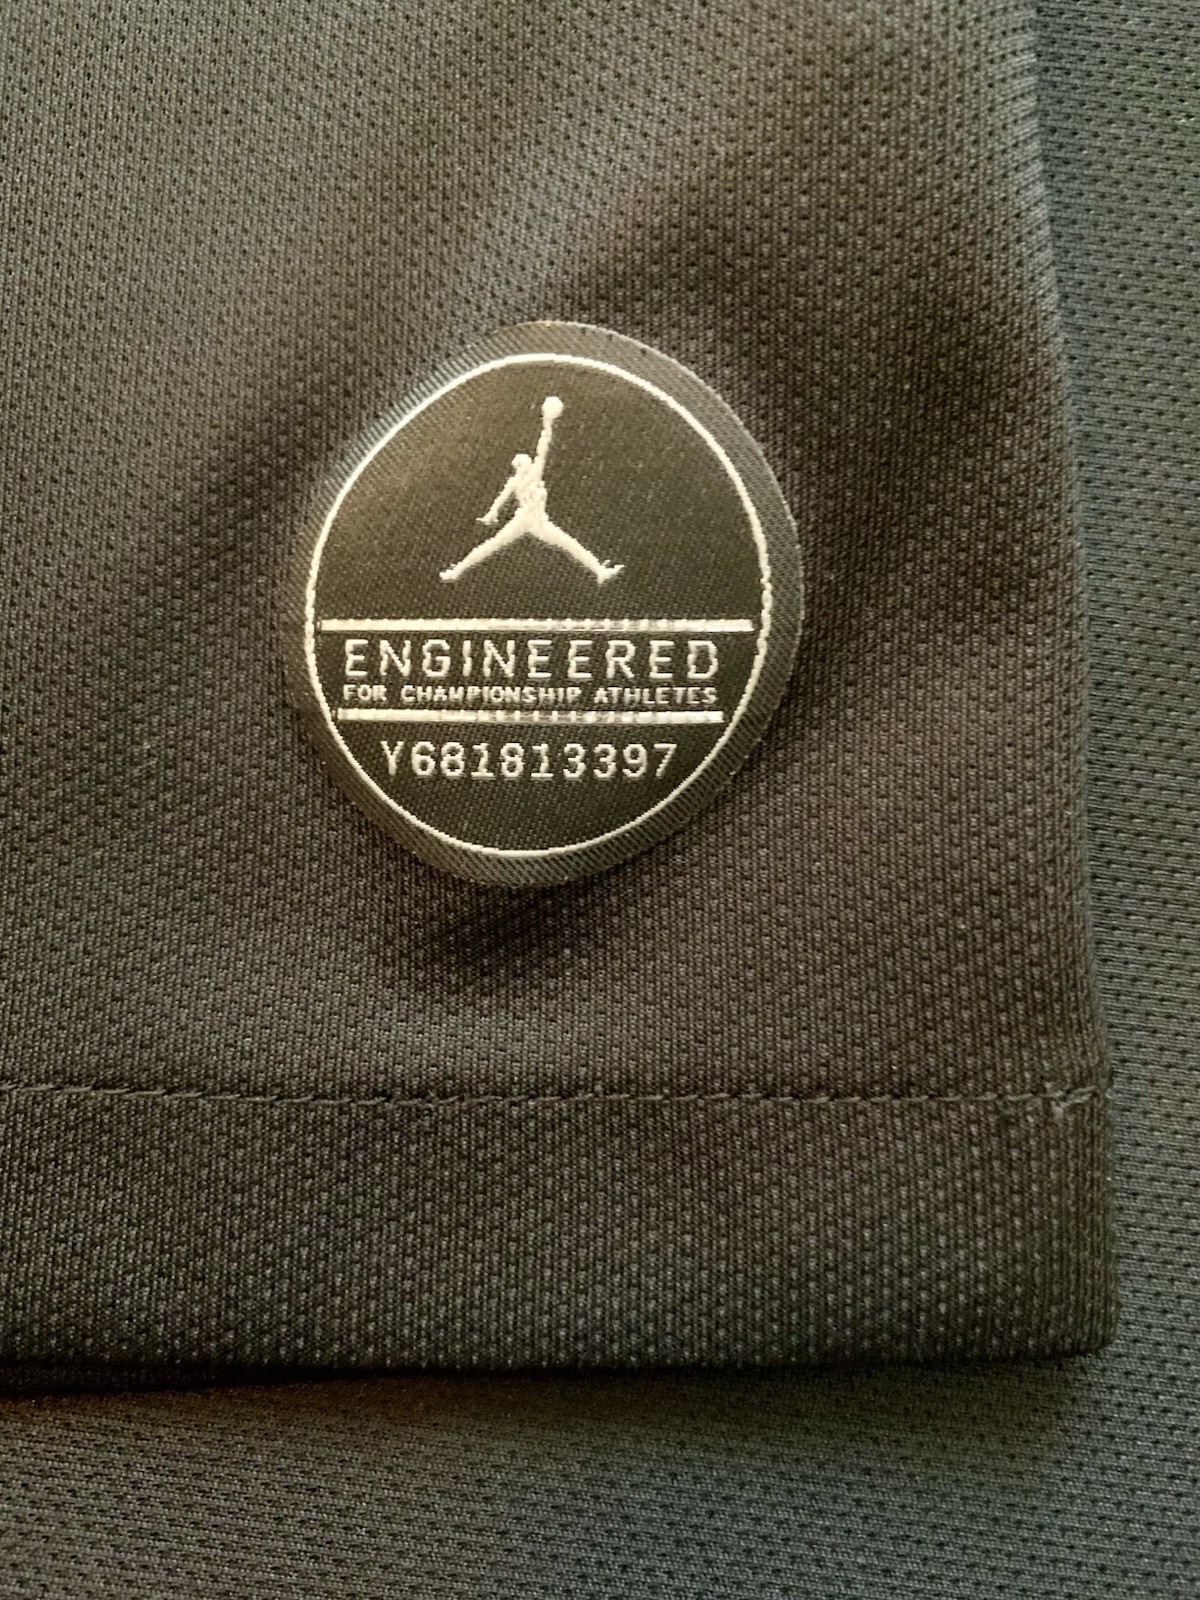 ENGINEERED
FOR CHAMPIONSHIP ATHLETES
Y681813397